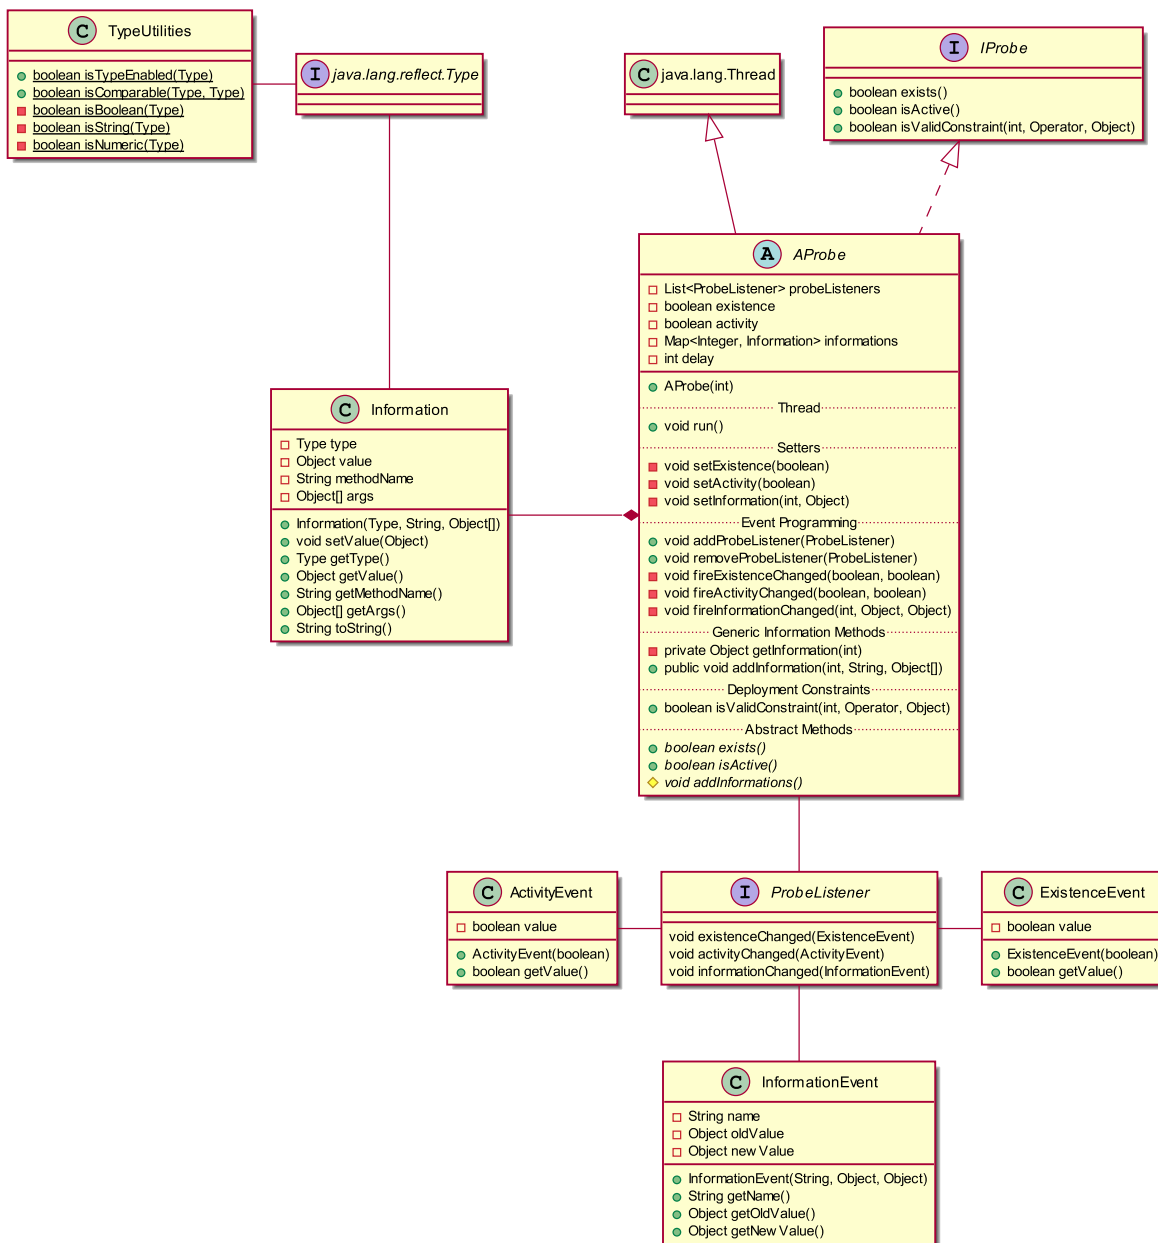 C TypeUtilities
boolean isTypeEnabled(Type)
boolean isComparable(Type, Type)
boolean isBoolean(Type)
boolean isString(Type)
boolean isNumeric(Type)
I java.lang.reflect.Type
C java.lang.Thread
I IProbe
boolean exists()
boolean isActive()
boolean isValidConstraint(int, Operator, Object)
A AProbe
List<ProbeListener> probeListeners
boolean existence
boolean activity
Map<Integer, Information> informations
int delay
AProbe(int)
Thread
void run()
Setters
void setExistence(boolean)
void setActivity(boolean)
void setInformation(int, Object)
Event Programming
void addProbeListener(ProbeListener)
void removeProbeListener(ProbeListener)
void fireExistenceChanged(boolean, boolean)
void fireActivityChanged(boolean, boolean)
void fireInformationChanged(int, Object, Object)
Generic Information Methods
private Object getInformation(int)
public void addInformation(int, String, Object[])
Deployment Constraints
boolean isValidConstraint(int, Operator, Object)
Abstract Methods
boolean exists()
boolean isActive()
void addInformations()
C Information
Type type
Object value
String methodName
Object[] args
Information(Type, String, Object[])
void setValue(Object)
Type getType()
Object getValue()
String getMethodName()
Object[] getArgs()
String toString()
C ActivityEvent
boolean value
ActivityEvent(boolean)
boolean getValue()
I ProbeListener
void existenceChanged(ExistenceEvent)
void activityChanged(ActivityEvent)
void informationChanged(InformationEvent)
C ExistenceEvent
boolean value
ExistenceEvent(boolean)
boolean getValue()
C InformationEvent
String name
Object oldValue
Object newValue
InformationEvent(String, Object, Object)
String getName()
Object getOldValue()
Object getNewValue()